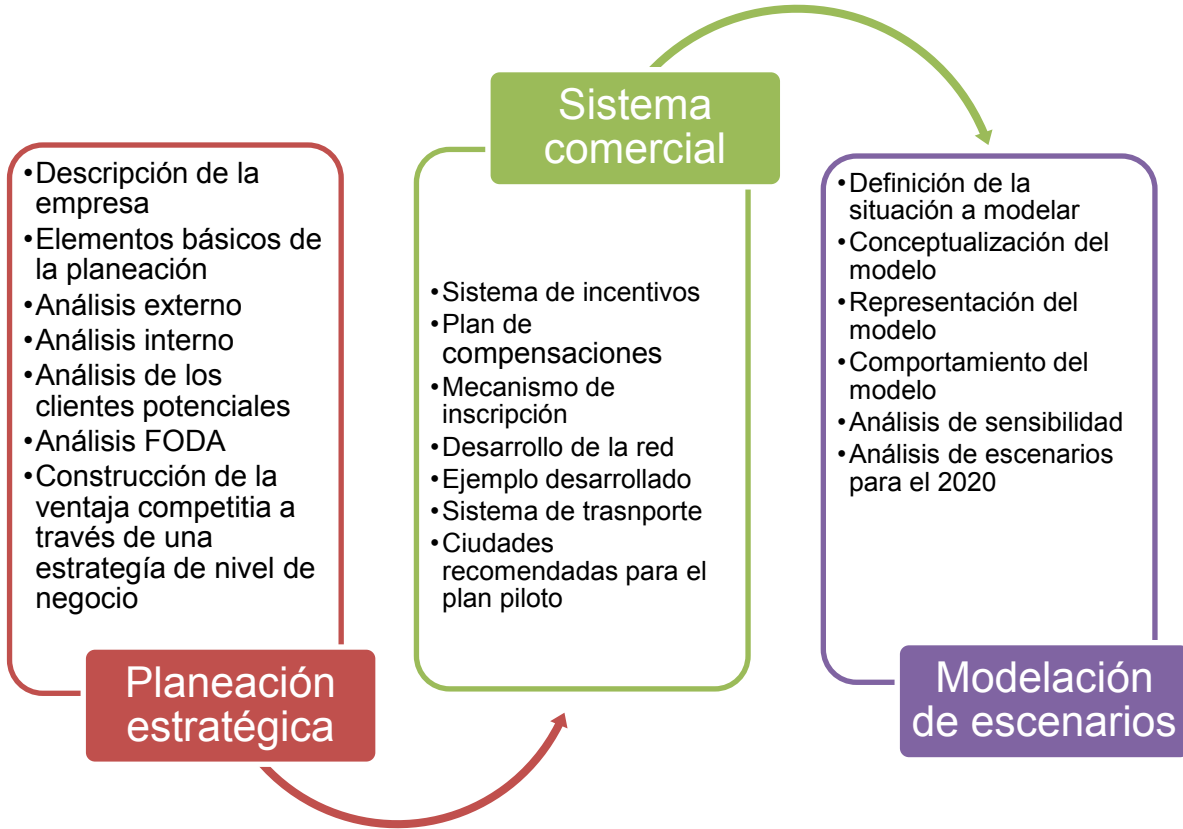 •Descripción de la
empresa
•Elementos básicos de
la planeación
•Análisis externo
•Análisis interno
•Análisis de los
clientes potenciales
•Análisis FODA
•Construcción de la
ventaja competitia a
través de una
estrategía de nivel de
negocio
Planeación
estratégica
Sistema
comercial
•Sistema de incentivos
•Plan de
compensaciones
•Mecanismo de
inscripción
•Desarrollo de la red
•Ejemplo desarrollado
•Sistema de trasnporte
•Ciudades
recomendadas para el
plan piloto
•Definición de la
situación a modelar
•Conceptualización del
modelo
•Representación del
modelo
•Comportamiento del
modelo
•Análisis de sensibilidad
•Análisis de escenarios
para el 2020
Modelación
de escenarios